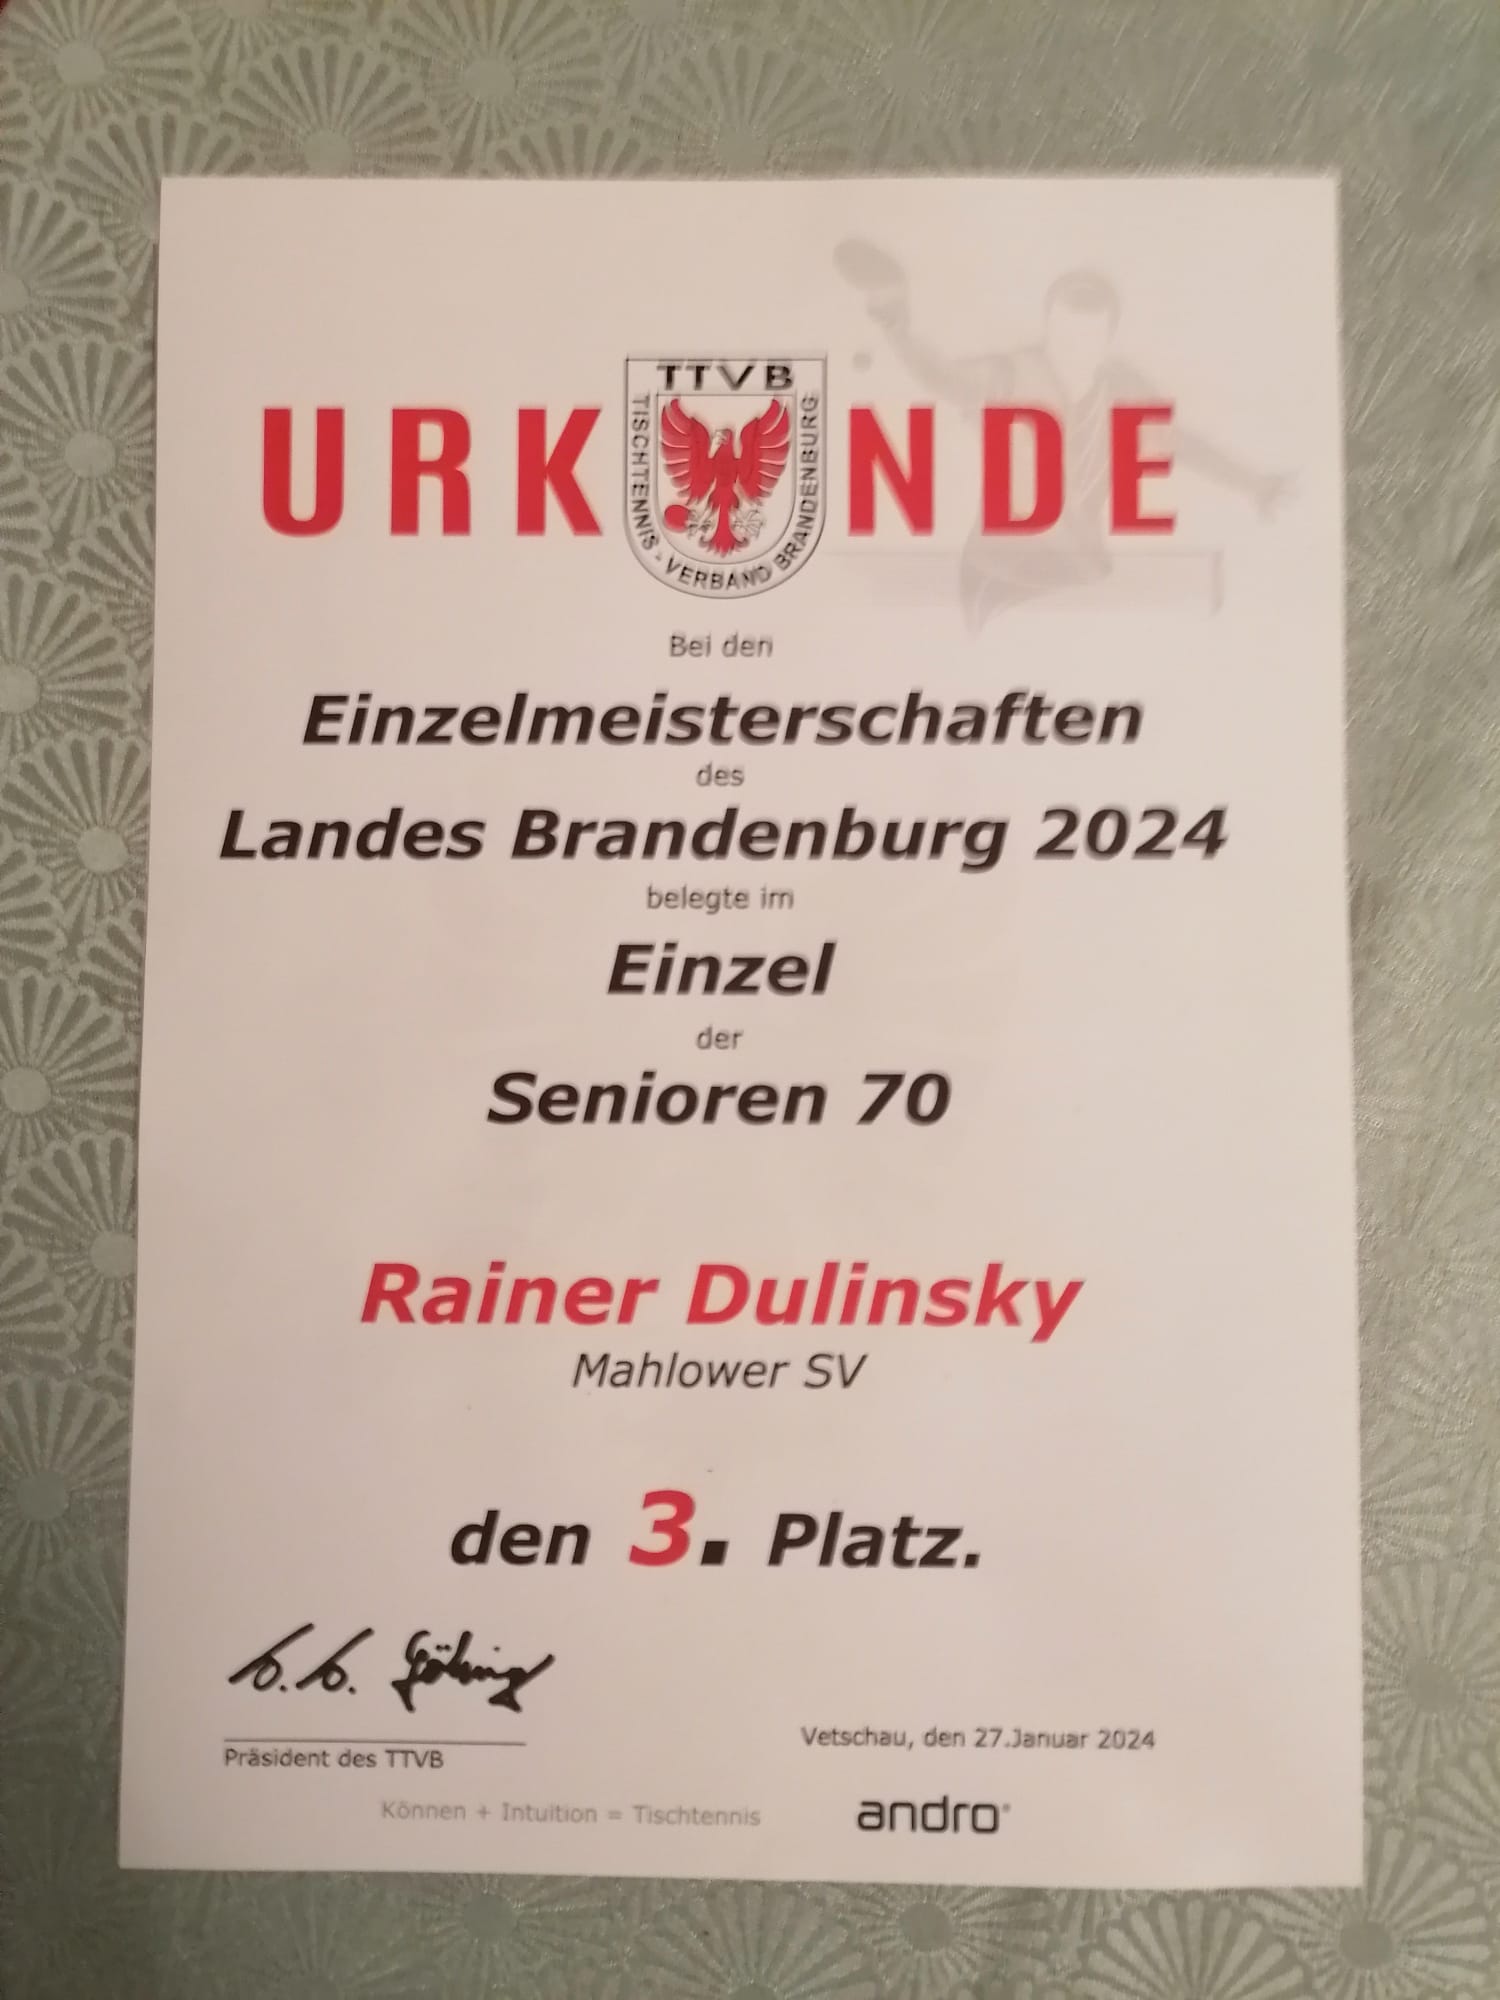 URKUNDE
TTVB
TISCHTENNIS - VERBAND BRANDENBURG
Bei den
Einzelmeisterschaften
des
Landes Brandenburg 2024
belegte im
Einzel
der
Senioren 70
Rainer Dulinsky
Mahlower SV
den 3. Platz.
Präsident des TTVB
Vetschau, den 27.Januar 2024
Können + Intuition = Tischtennis
andro